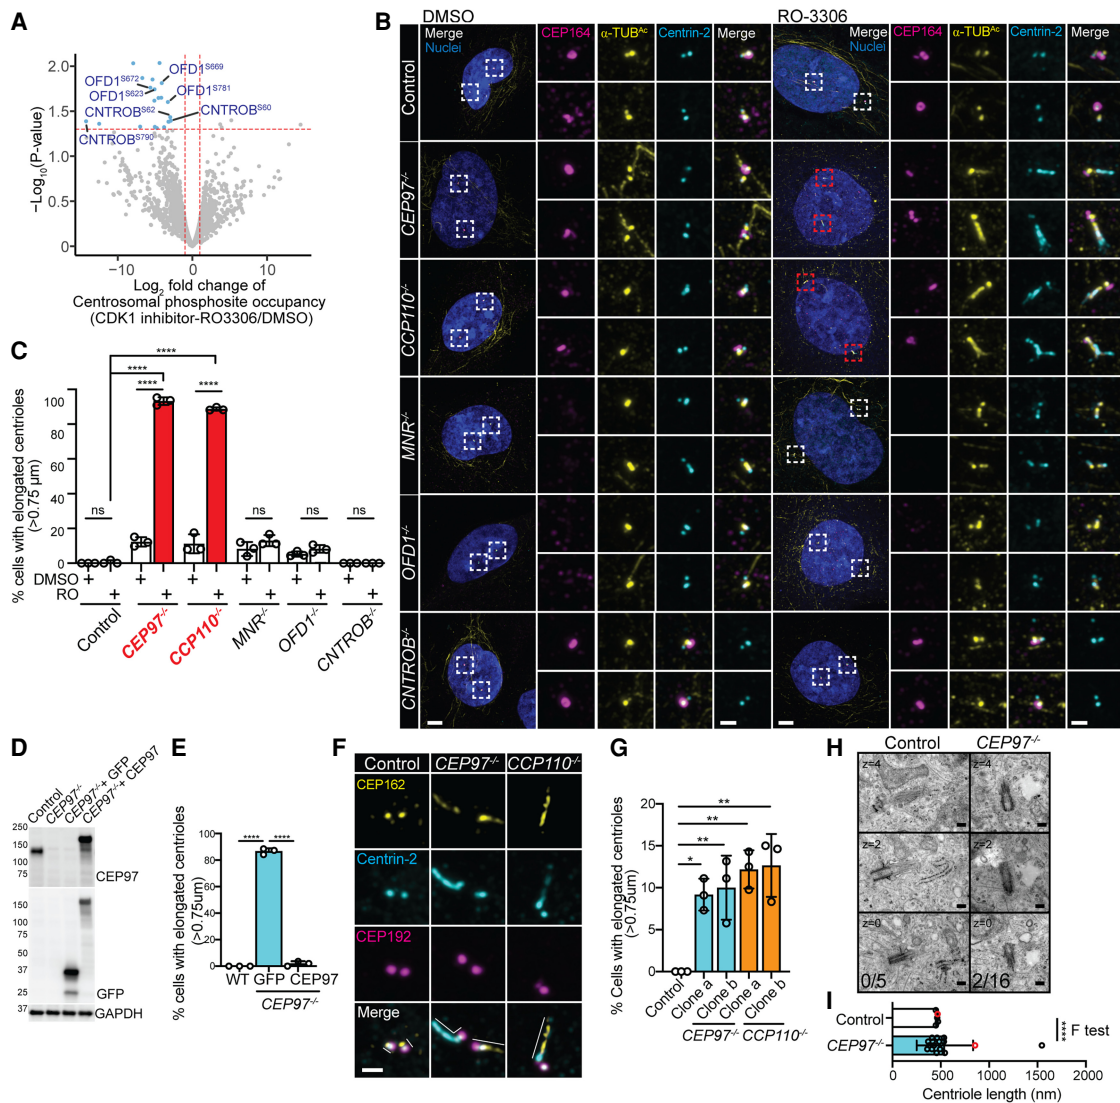 A
2.0
1.5
1.0
0.5
0
−Log10(P-value)
OFD1S672
OFD1S669
OFD1S623
OFD1S781
CNTROBS62
CNTROBS60
CNTROBS790
−10
0
10
Log2 fold change of
Centrosomal phosphosite occupancy
(CDK1 inhibitor-RO3306/DMSO)
B
DMSO
RO-3306
Merge
Nuclei
CEP164
α-TUBAc
Centrin-2
Merge
Merge
Nuclei
CEP164
α-TUBAc
Centrin-2
Merge
Control
CEP97-/-
CCP110-/-
MNR-/-
OFD1-/-
CNTROB-/-
C
% cells with elongated centrioles
(>0.75 μm)
100
80
60
40
20
0
ns
****
****
****
****
ns
ns
ns
DMSO + + + + + +
RO + + + + + +
Control
CEP97-/-
CCP110-/-
MNR-/-
OFD1-/-
CNTROB-/-
D
Control
CEP97-/-
CEP97-/-+ GFP
CEP97-/-+ CEP97
250
150
100
75
CEP97
150
100
75
50
37
25
GFP
37
GAPDH
E
% cells with elongated centrioles
(>0.75um)
100
80
60
40
20
0
****
****
WT GFP CEP97
CEP97-/-
F
Control
CEP97-/-
CCP110-/-
CEP162
Centrin-2
CEP192
Merge
G
% Cells with elongated centrioles
(>0.75um)
20
15
10
5
0
*
**
**
**
Control
Clone a
Clone b
Clone a
Clone b
CEP97-/-
CCP110-/-
H
Control
CEP97-/-
z=4
z=4
z=2
z=2
z=0
z=0
0/5
2/16
I
Control
CEP97-/-
****
F test
0
500
1000
1500
2000
Centriole length (nm)